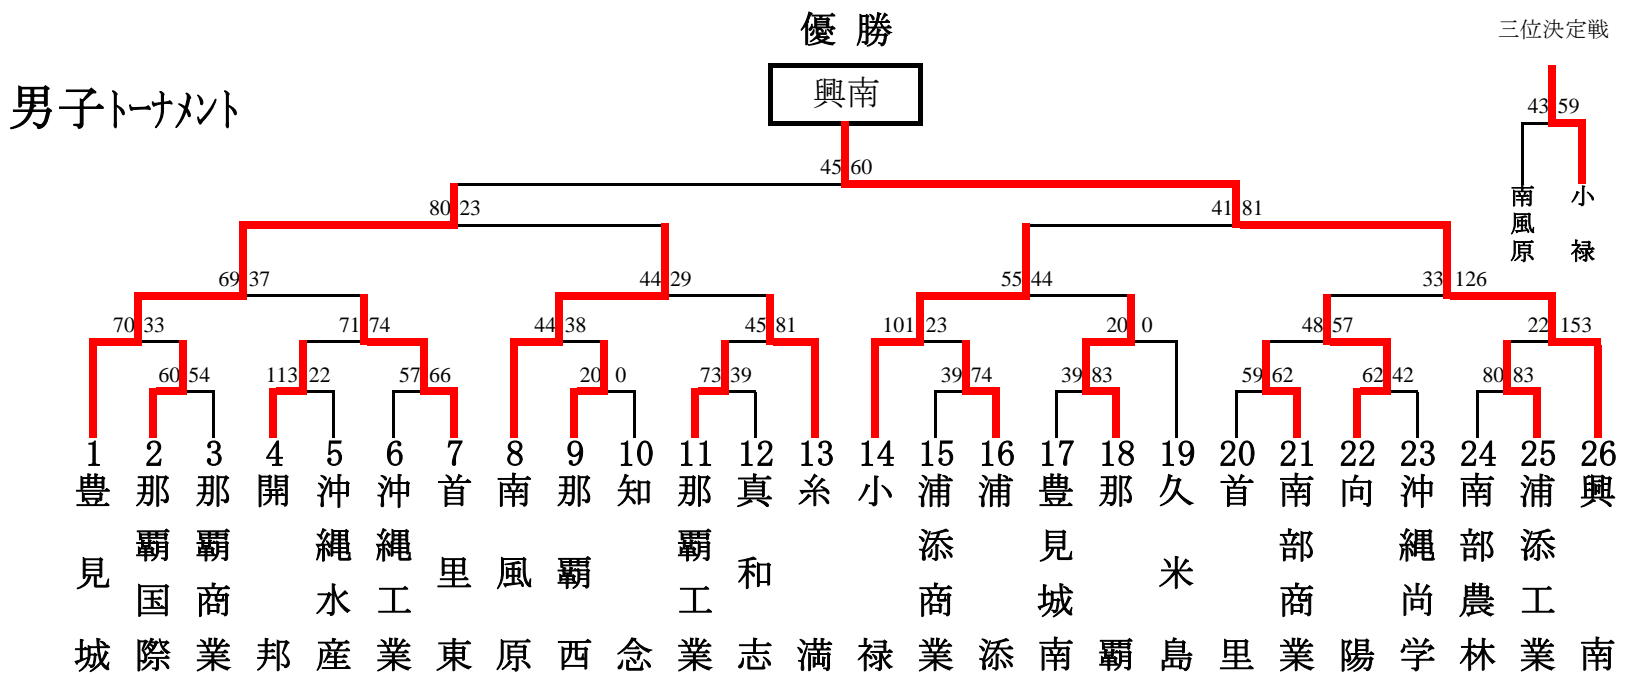 優勝
三位決定戦
興南
男子トーナメント
43 59
45 60
80 23
41 81
南風原
小禄
69 37
44 29
55 44
33 126
70 33
71 74
44 38
45 81
101 23
20 0
48 57
22 153
60 54
113 22
57 66
20 0
73 39
39 74
39 83
59 62
62 42
80 83
1 豊見城
2 那覇国際
3 那覇商業
4 開邦
5 沖縄水産
6 沖縄工業
7 首里東
8 南風原
9 那覇西
10 知念
11 那覇工業
12 真和志
13 糸満
14 小禄
15 浦添商業
16 浦添
17 豊見城南
18 那覇
19 久米島
20 首里
21 南部商業
22 向陽
23 沖縄尚学
24 南部農林
25 浦添工業
26 興南